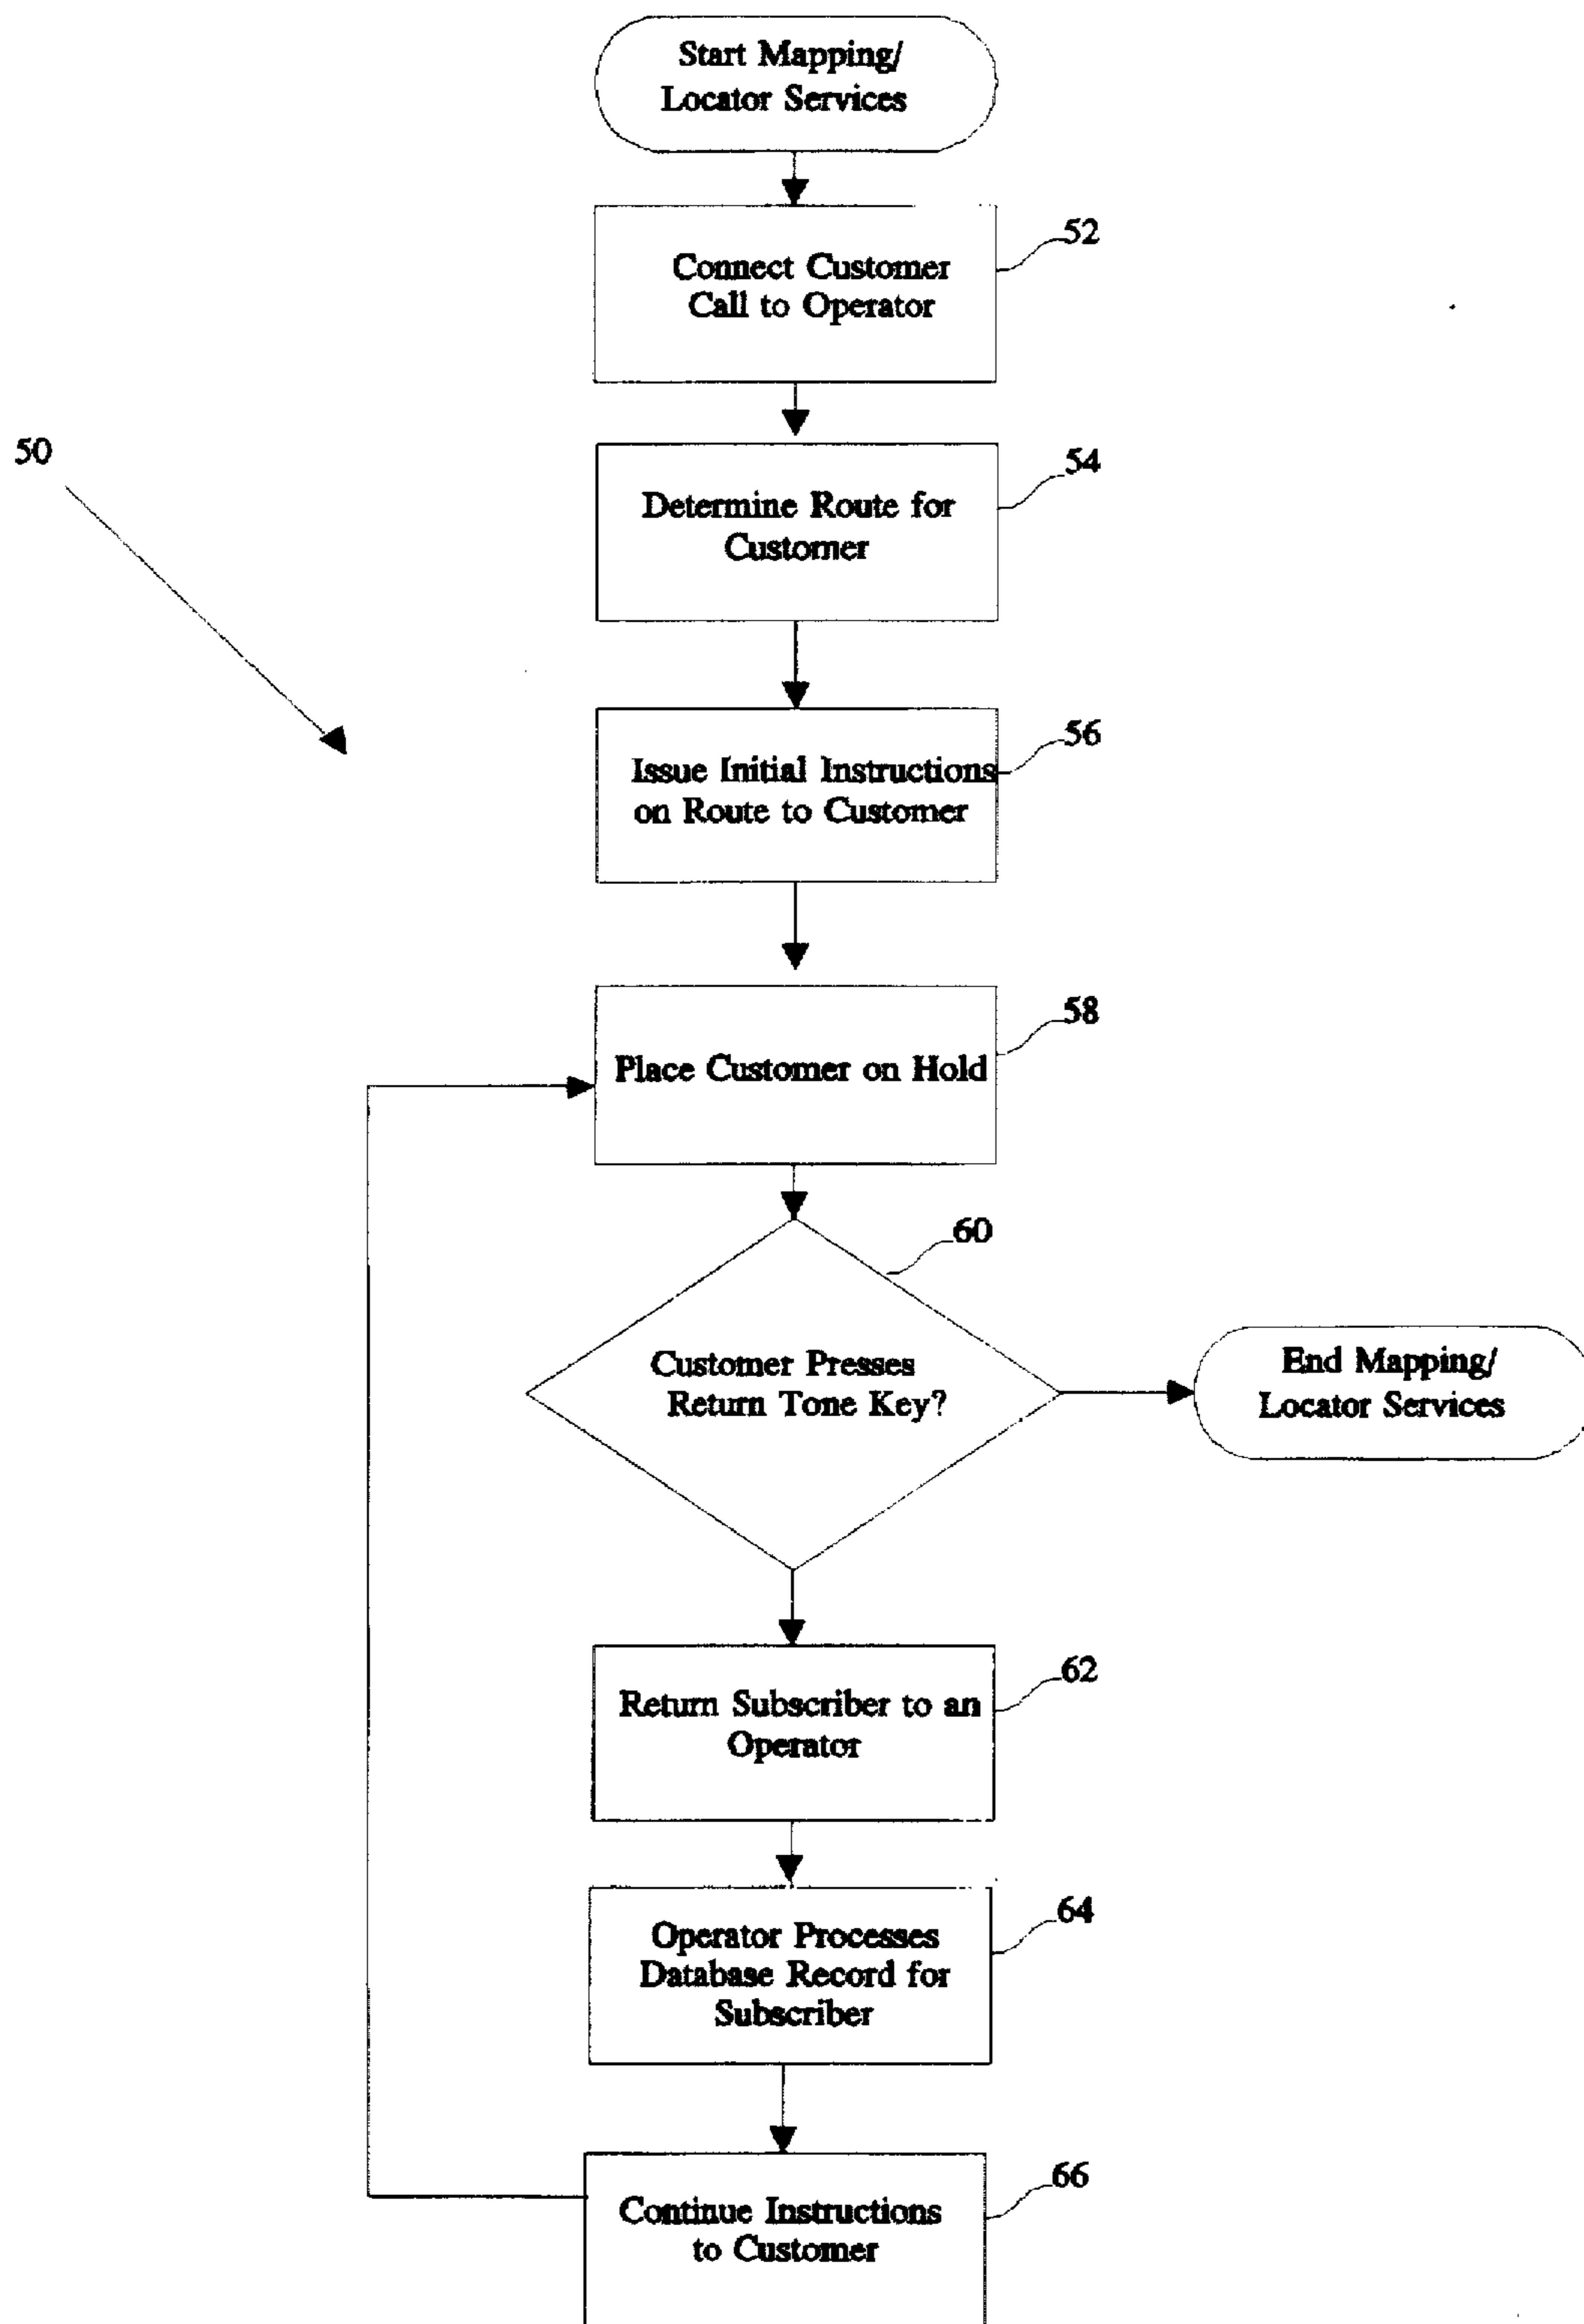 Start Mapping/
Locator Services
52
Connect Customer
Call to Operator
50
54
Determine Route for
Customer
56
Issue Initial Instructions
on Route to Customer
58
Place Customer on Hold
60
Customer Presses
Return Tone Key?
End Mapping/
Locator Services
62
Return Subscriber to an
Operator
64
Operator Processes
Database Record for
Subscriber
66
Continue Instructions
to Customer